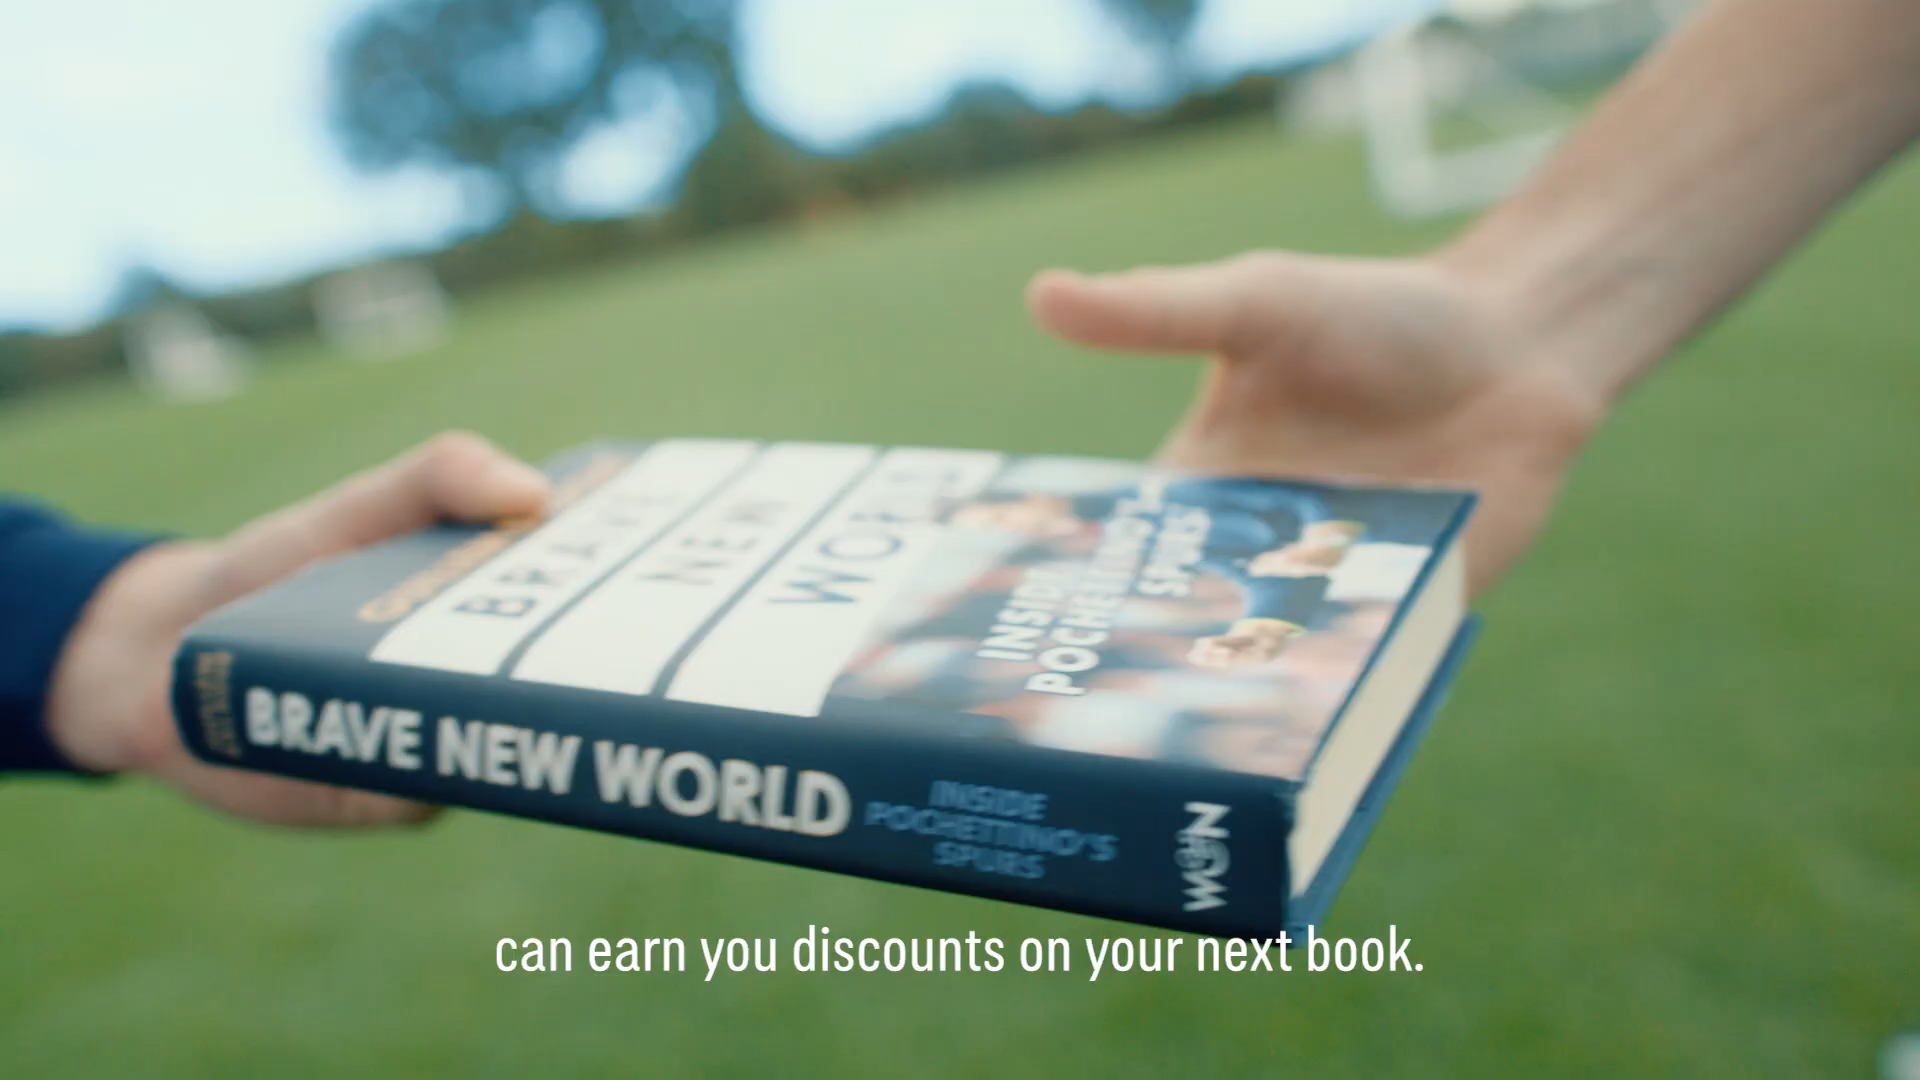 BRAVE
NEW
WORLD
INSIDE
POCHETTINO'S
SPURS
BRAVE NEW WORLD
INSIDE
POCHETTINO'S
SPURS
W&N
can earn you discounts on your next book.